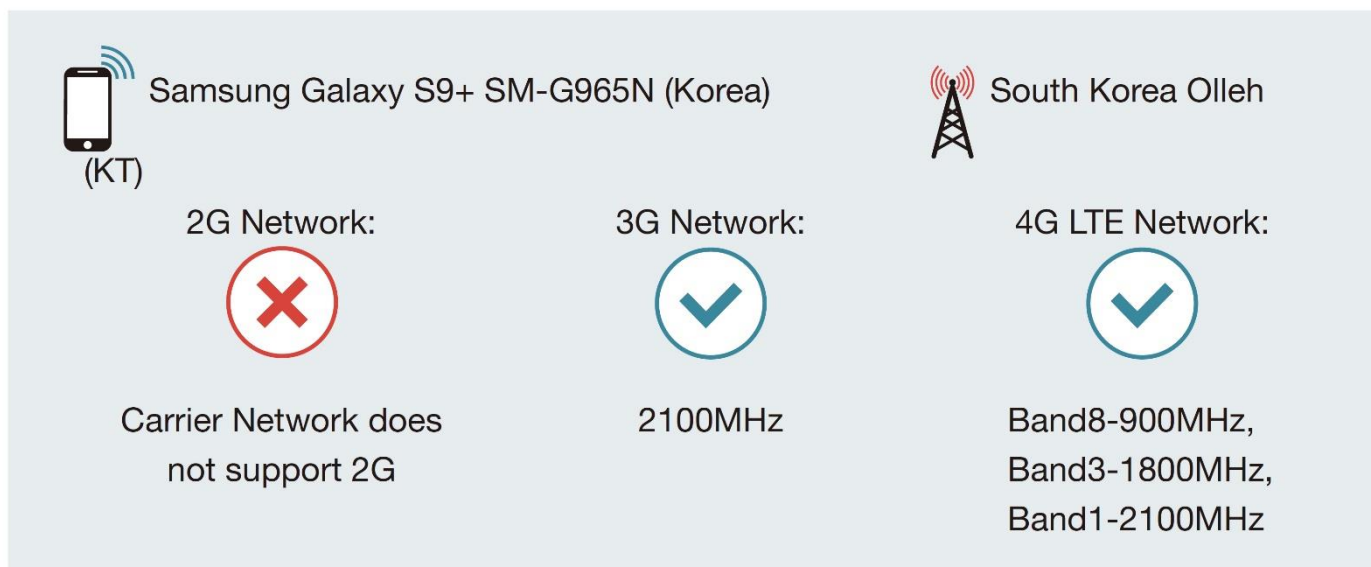 Samsung Galaxy S9+ SM-G965N (Korea)
South Korea Olleh
(KT)
2G Network:
3G Network:
4G LTE Network:
Carrier Network does
not support 2G
2100MHz
Band8-900MHz,
Band3-1800MHz,
Band1-2100MHz